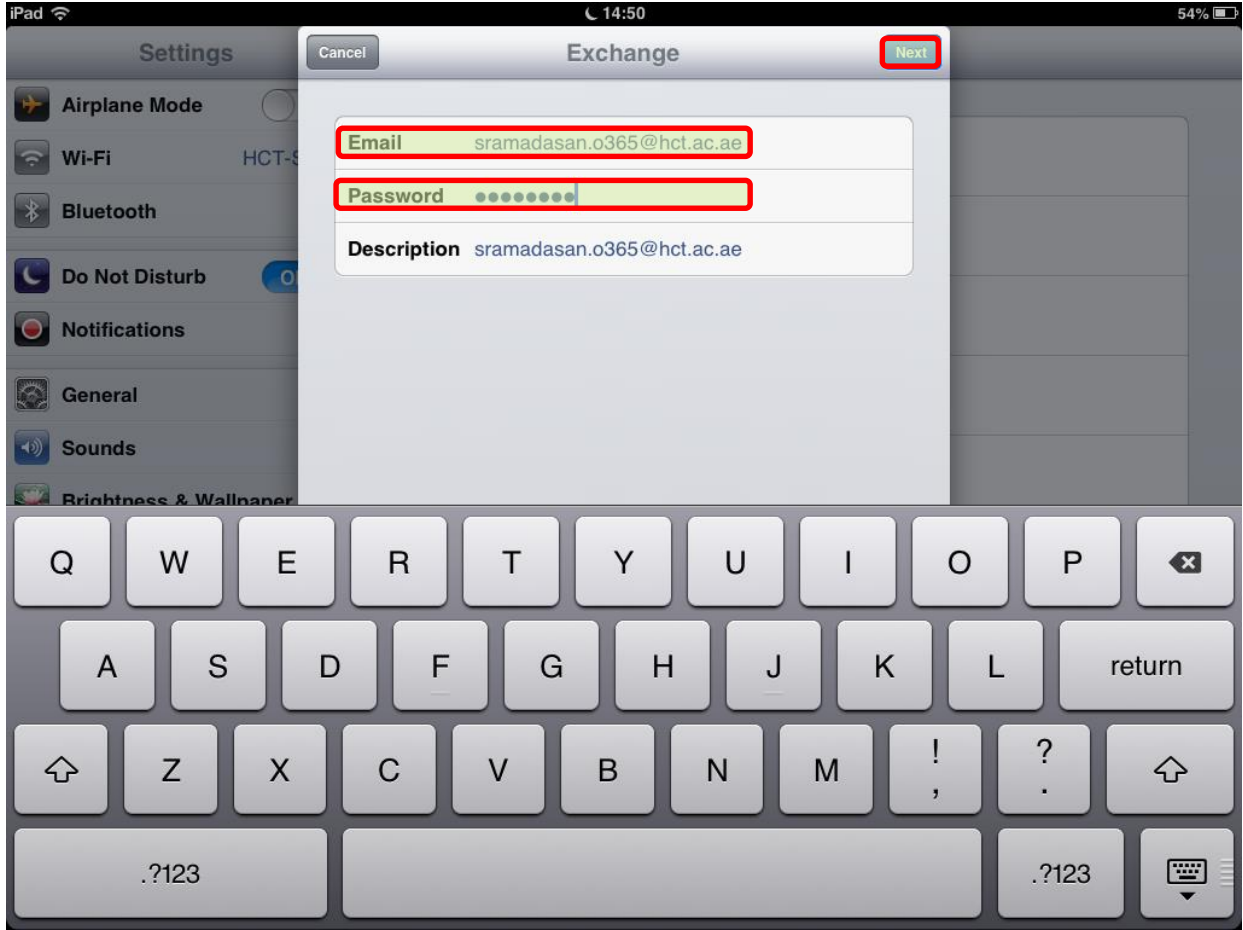 iPad 14:50 54%
Settings
Cancel Exchange Next
Airplane Mode
Wi-Fi HCT-S
Bluetooth
Do Not Disturb
Notifications
General
Sounds
Brightness & Wallpaper
Email sramadasan.o365@hct.ac.ae
Password ●●●●●●●●
Description sramadasan.o365@hct.ac.ae
Q W E R T Y U I O P
A S D F G H J K L return
Z X C V B N M ! , ? .
.?123 .?123